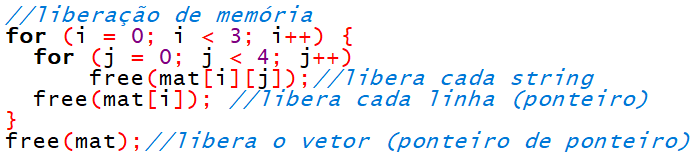 //liberação de memória
for (i = 0; i < 3; i++) {
  for (j = 0; j < 4; j++)
      free(mat[i][j]);//libera cada string
  free(mat[i]); //libera cada linha (ponteiro)
}
free(mat);//libera o vetor (ponteiro de ponteiro)